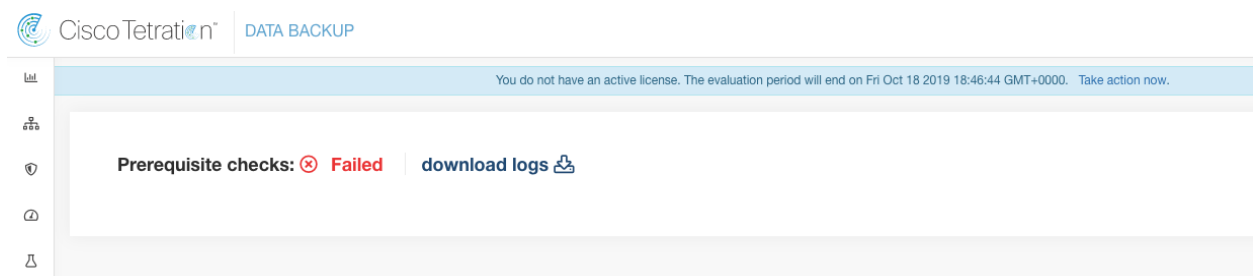 Cisco Tetration™ DATA BACKUP
You do not have an active license. The evaluation period will end on Fri Oct 18 2019 18:46:44 GMT+0000. Take action now.
Prerequisite checks: Failed download logs